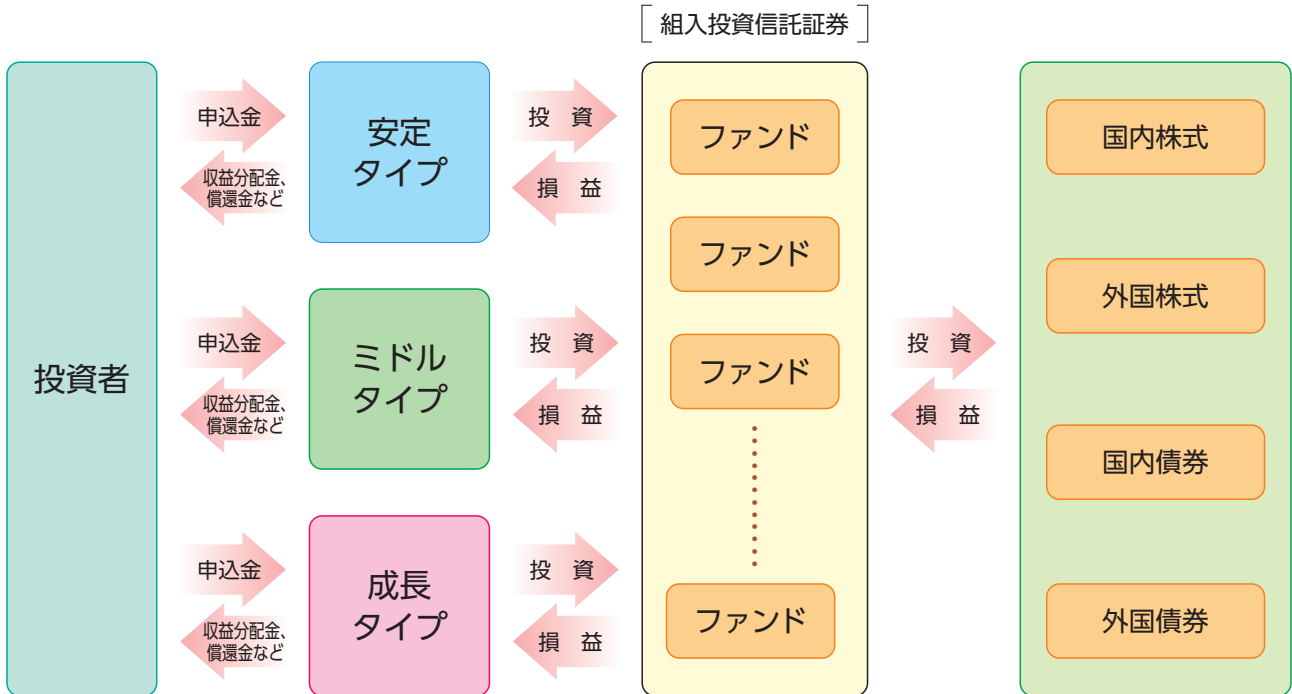 組入投資信託証券
投資者
申込金
収益分配金、
償還金など
安定
タイプ
投　資
損　益
申込金
収益分配金、
償還金など
ミドル
タイプ
投　資
損　益
申込金
収益分配金、
償還金など
成長
タイプ
投　資
損　益
ファンド
ファンド
ファンド
ファンド
投　資
損　益
国内株式
外国株式
国内債券
外国債券